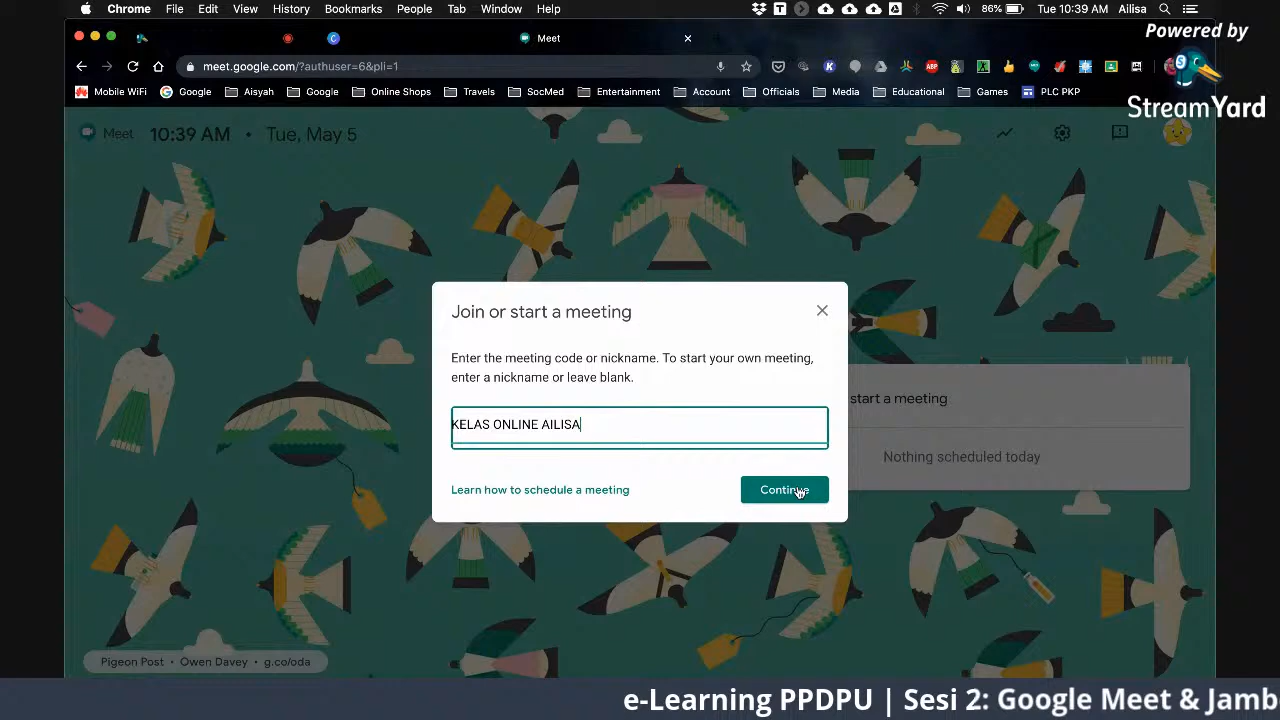 Chrome File Edit View History Bookmarks People Tab Window Help 86% Tue 10:39 AM Ailisa
Powered by
StreamYard
Meet
meet.google.com/?authuser=6&pli=1
Mobile WiFi Google Aisyah Google Online Shops Travels SocMed Entertainment Account Officials Media Educational Games PLC PKP
Meet 10:39 AM • Tue, May 5
Join or start a meeting
Enter the meeting code or nickname. To start your own meeting,
enter a nickname or leave blank.
KELAS ONLINE AILISA
Learn how to schedule a meeting
Continue
start a meeting
Nothing scheduled today
Pigeon Post • Owen Davey • g.co/oda
e-Learning PPDPU | Sesi 2: Google Meet & Jamb